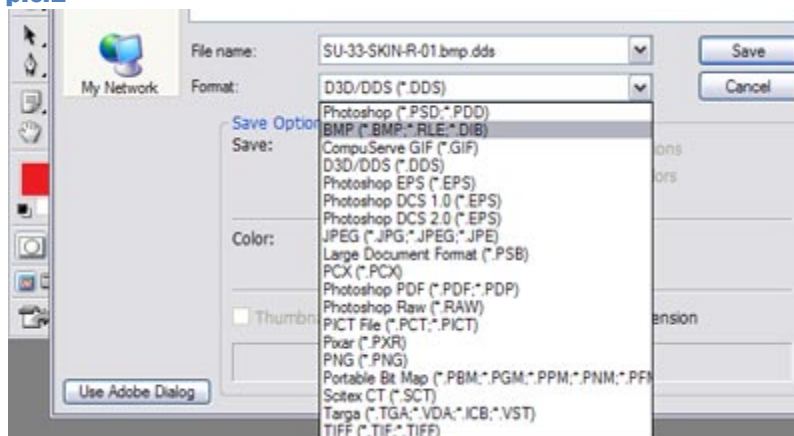 File name:
SU-33-SKIN-R-01.bmp.dds
Save
My Network
Format:
D3D/DDS (*.DDS)
Cancel
Save Option
Save:
Photoshop (*.PSD;*.PDD)
BMP (*.BMP;*.RLE;*.DIB)
CompuServe GIF (*.GIF)
D3D/DDS (*.DDS)
Photoshop EPS (*.EPS)
Photoshop DCS 1.0 (*.EPS)
Photoshop DCS 2.0 (*.EPS)
Color:
JPEG (*.JPG;*.JPEG;*.JPE)
Large Document Format (*.PSB)
PCX (*.PCX)
Photoshop PDF (*.PDF;*.PDP)
Photoshop Raw (*.RAW)
Thumbn
PICT File (*.PCT;*.PICT)
ension
Pixar (*.PXR)
PNG (*.PNG)
Portable Bit Map (*.PBM;*.PGM;*.PPM;*.PNM;*.PFM
Use Adobe Dialog
Scitex CT (*.SCT)
Targa (*.TGA;*.VDA;*.ICB;*.VST)
TIFF (*.TIF;*.TIFF)